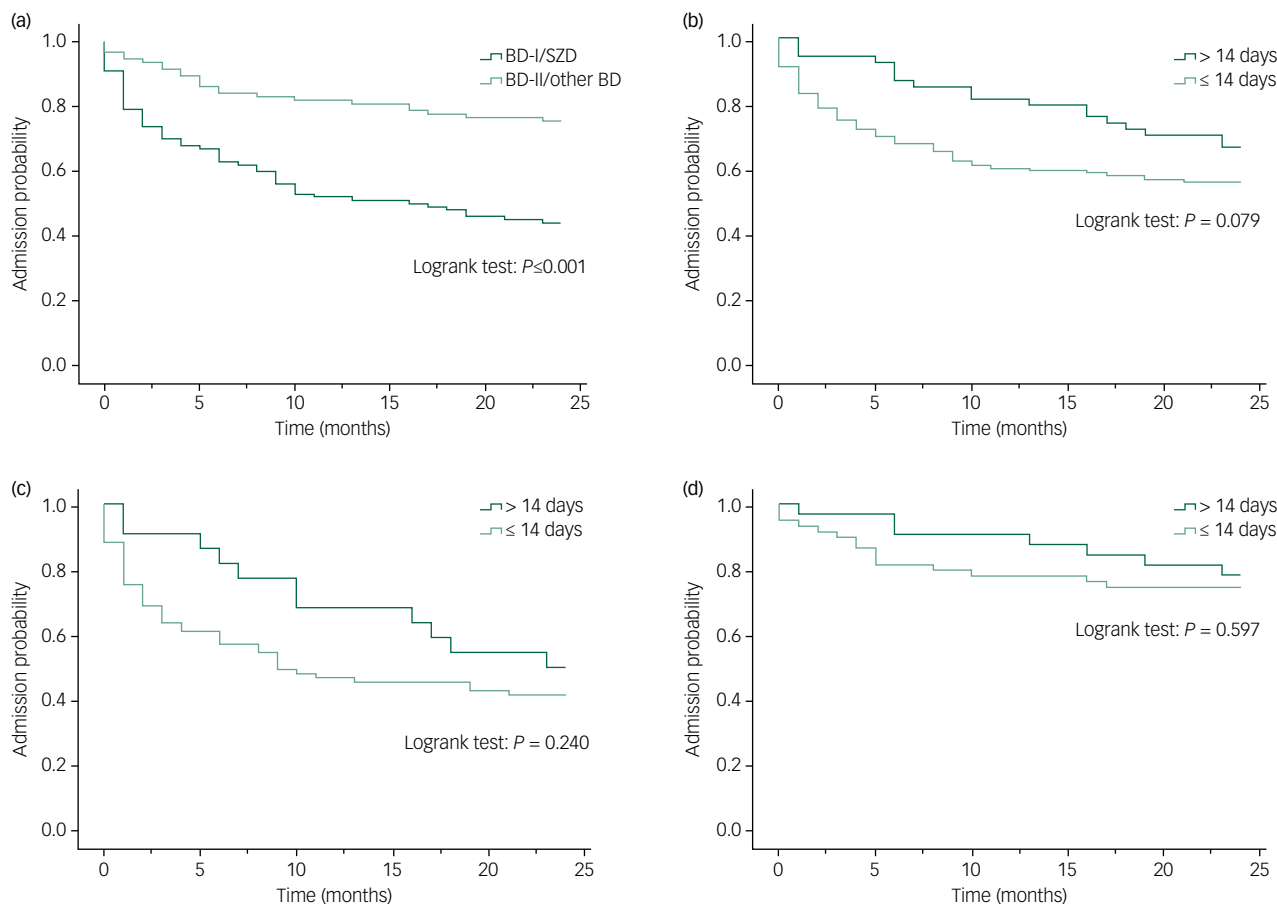 (a)
1.0
0.8
0.6
0.4
0.2
0.0
Admission probability
BD-I/SZD
BD-II/other BD
Logrank test: P≤0.001
0 5 10 15 20 25
Time (months)
(b)
1.0
0.8
0.6
0.4
0.2
0.0
Admission probability
> 14 days
≤ 14 days
Logrank test: P = 0.079
0 5 10 15 20 25
Time (months)
(c)
1.0
0.8
0.6
0.4
0.2
0.0
Admission probability
> 14 days
≤ 14 days
Logrank test: P = 0.240
0 5 10 15 20 25
Time (months)
(d)
1.0
0.8
0.6
0.4
0.2
0.0
Admission probability
> 14 days
≤ 14 days
Logrank test: P = 0.597
0 5 10 15 20 25
Time (months)